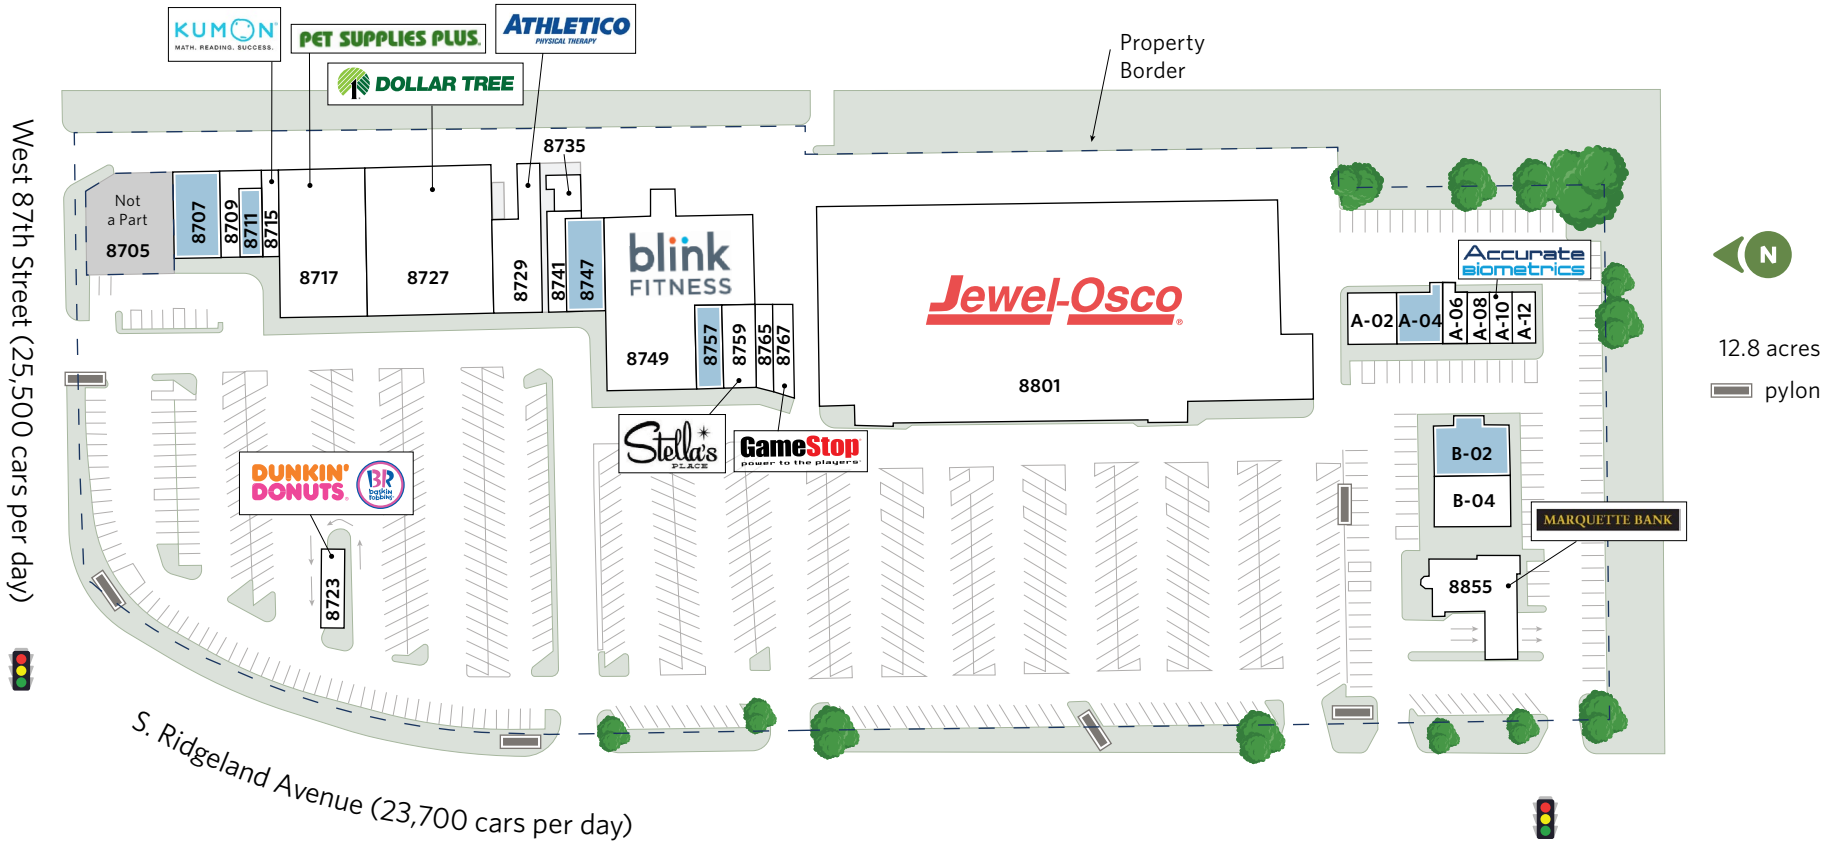 KUMON
MATH. READING. SUCCESS.
PET SUPPLIES PLUS.
DOLLAR TREE
ATHLETICO
PHYSICAL THERAPY
Property
Border
8735
Not
a Part
8705
8707
8709
8711
8715
8717
8727
8729
8741
8747
blink
FITNESS
8749
8757
8759
8765
8767
Jewel-Osco®
8801
Accurate
Biometrics
A-02
A-04
A-06
A-08
A-10
A-12
N
12.8 acres
pylon
Stella's
PLACE
GameStop
power to the players
DUNKIN'
DONUTS
BR
baskin
robbins
8723
B-02
B-04
MARQUETTE BANK
8855
West 87th Street (25,500 cars per day)
S. Ridgeland Avenue (23,700 cars per day)